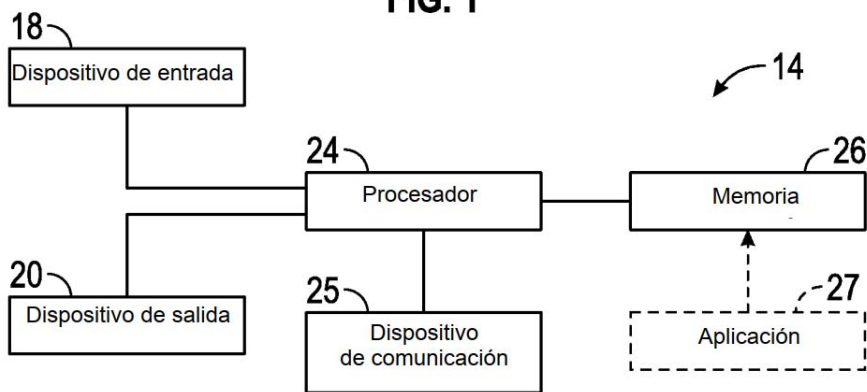 FIG. 1
18
Dispositivo de entrada
14
24
Procesador
26
Memoria
20
Dispositivo de salida
25
Dispositivo
de comunicación
27
Aplicación